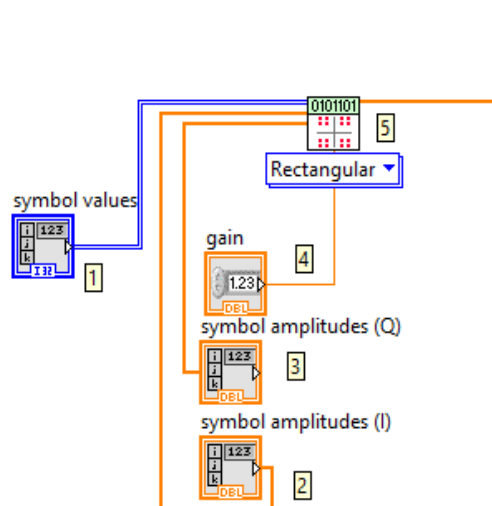 0101101
5
Rectangular
symbol values
i 123
j
k
I32
1
gain
4
1.23
DBL
symbol amplitudes (Q)
i 123
j
k
DBL
3
symbol amplitudes (I)
i 123
j
k
DBL
2